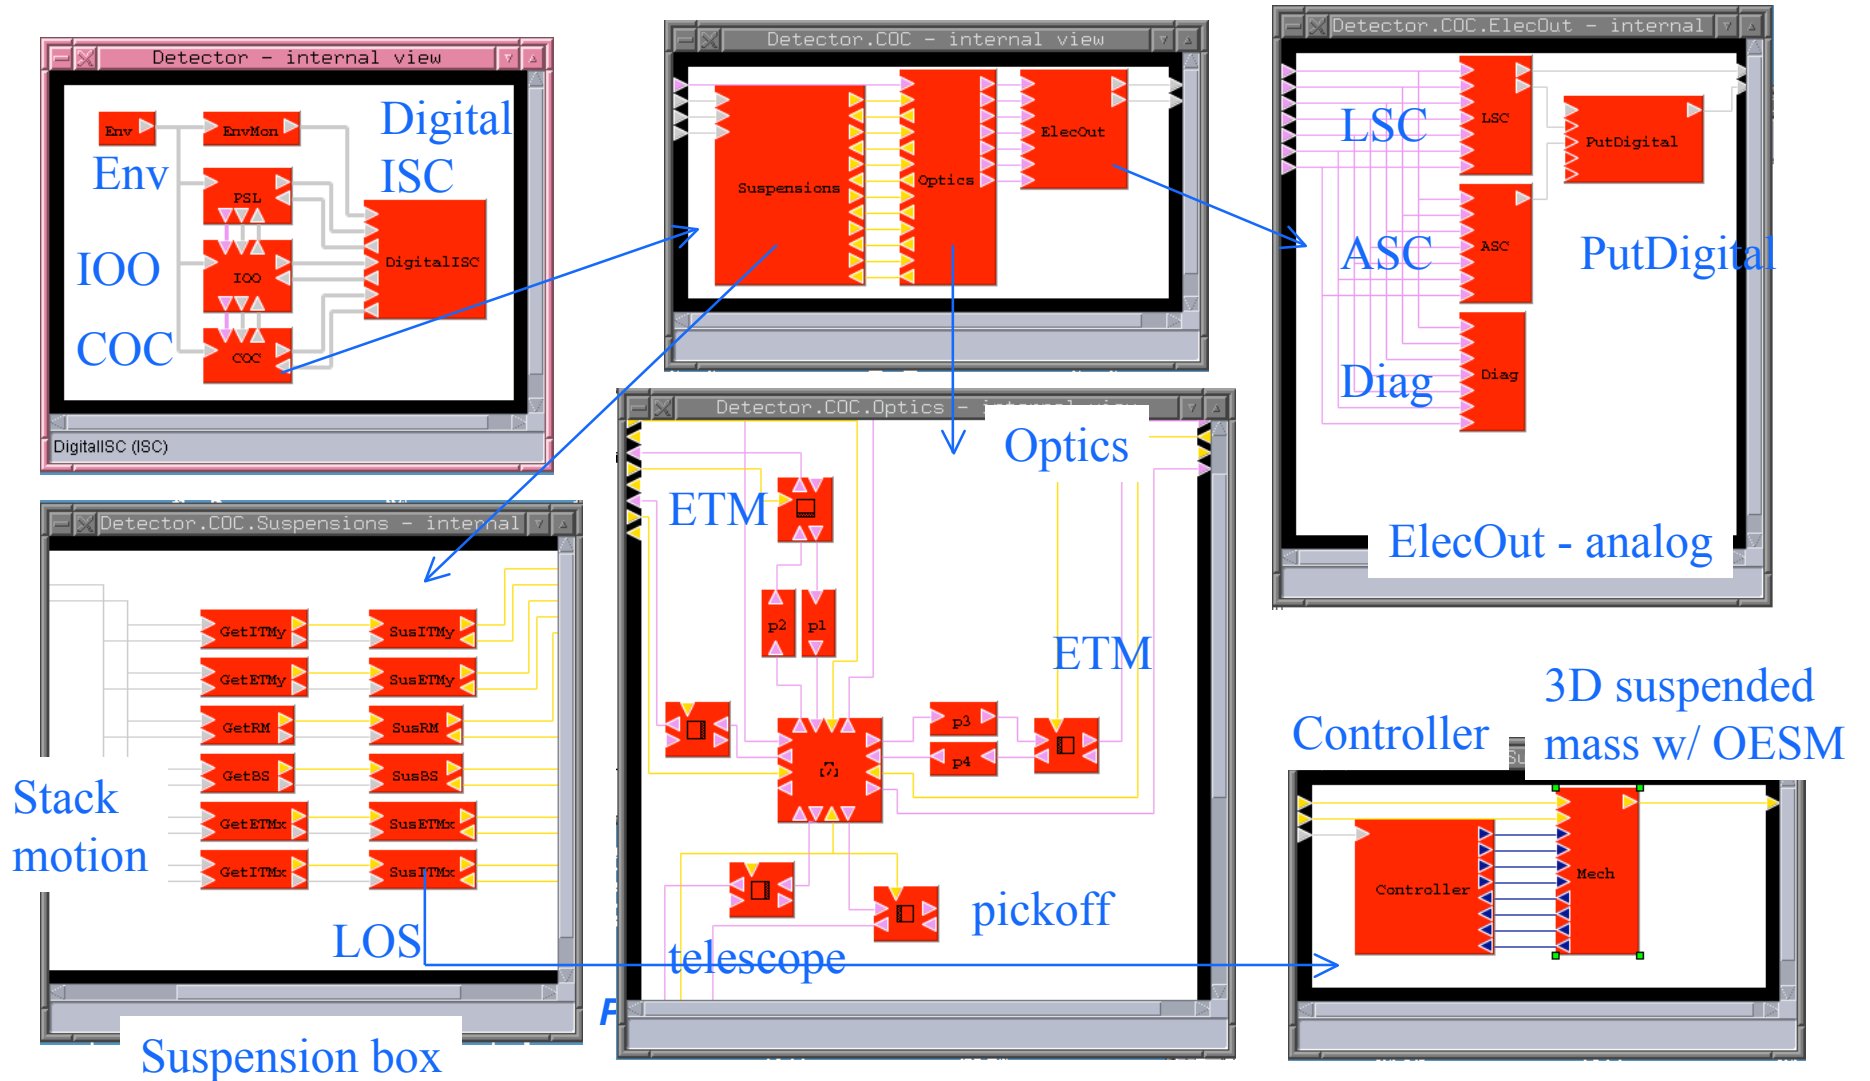 Detector - internal view
Env
EnvMon
Digital
ISC
Env
PSL
IOO
IOO
DigitalISC
COC
COC
DigitalISC (ISC)
Detector.COC - internal view
Suspensions
Optics
ElecOut
Detector.COC.ElecOut - internal
LSC
LSC
PutDigital
ASC
ASC
PutDigital
Diag
Diag
ElecOut - analog
Detector.COC.Suspensions - internal
GetITMy
SusITMy
GetETMy
SusETMy
GetRM
SusRM
GetBS
SusBS
GetETMx
SusETMx
GetITMx
SusITMx
Stack
motion
LOS
Suspension box
Detector.COC.Optics - internal view
Optics
ETM
p2
p1
ETM
p3
p4
pickoff
telescope
3D suspended
mass w/ OESM
Controller
Su
Controller
Mech